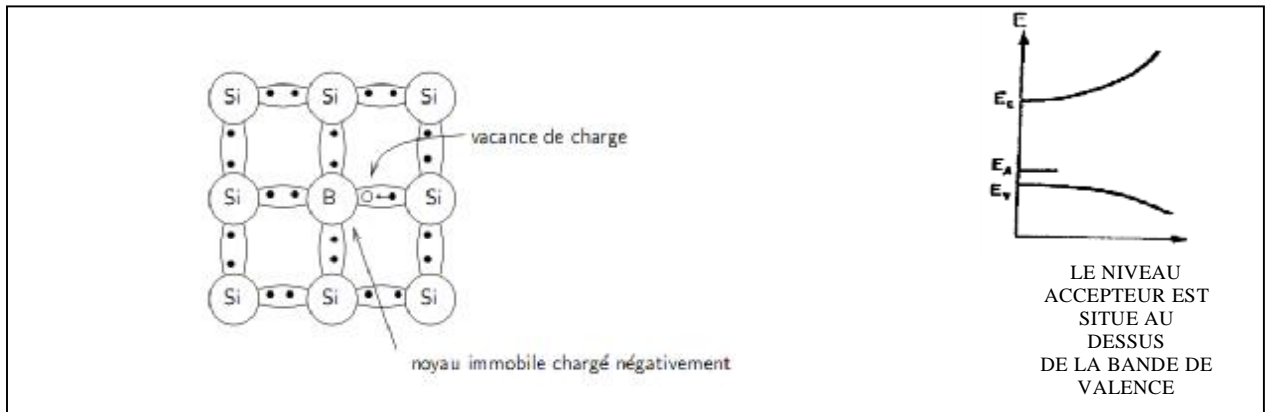 Si Si Si
vacance de charge
Si B Si
Si Si Si
noyau immobile chargé négativement
E
Ec
EA
Ev
LE NIVEAU
ACCEPTEUR EST
SITUE AU
DESSUS
DE LA BANDE DE
VALENCE